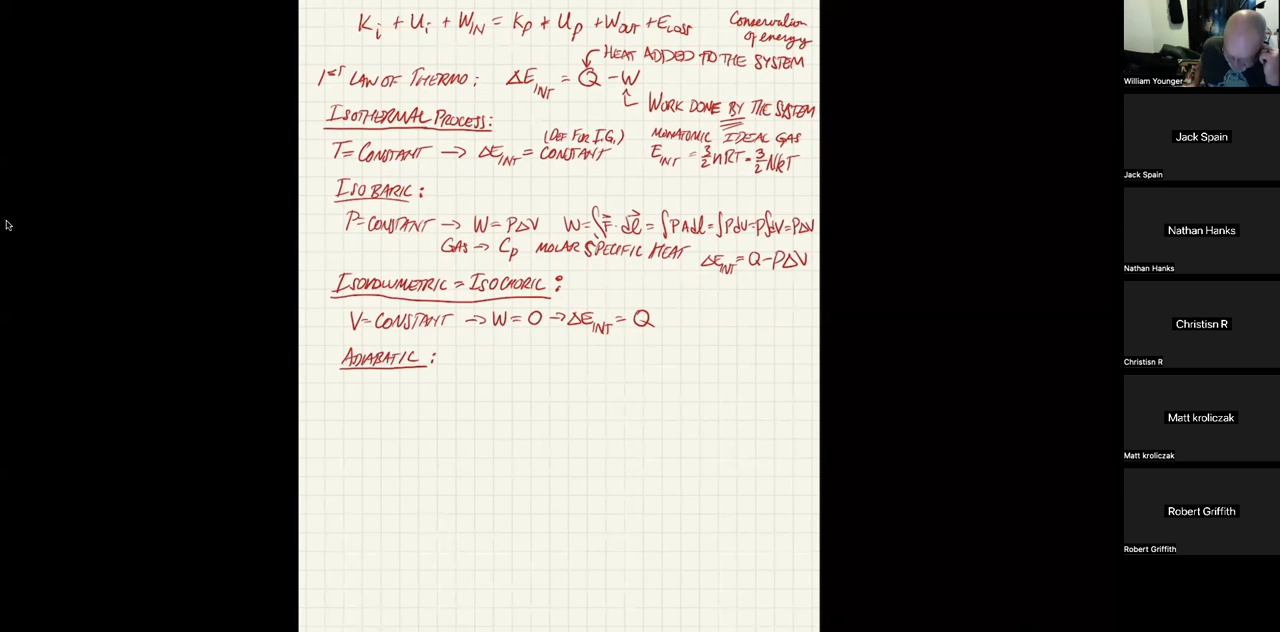 Ki + Ui + WIN = Kf + Uf + WOUT + ELOSS
Conservation of energy
HEAT ADDED TO THE SYSTEM
1ST LAW OF THERMO: ΔEINT = Q - W
WORK DONE BY THE SYSTEM
ISOTHERMAL PROCESS:
(DEF FOR I.G.)
MONATOMIC IDEAL GAS
T = CONSTANT → ΔEINT = CONSTANT
EINT = 3/2 nRT = 3/2 NkT
ISOBARIC:
P = CONSTANT → W = PΔV W = ∫F⃗ · dℓ⃗ = ∫PAdℓ = ∫PdV = P∫dV = PΔV
GAS → Cp MOLAR SPECIFIC HEAT
ΔEINT = Q - PΔV
ISOVOLUMETRIC = ISOCHORIC:
V = CONSTANT → W = 0 → ΔEINT = Q
ADIABATIC:
William Younger
Jack Spain
Jack Spain
Nathan Hanks
Nathan Hanks
Christisn R
Christisn R
Matt kroliczak
Matt kroliczak
Robert Griffith
Robert Griffith